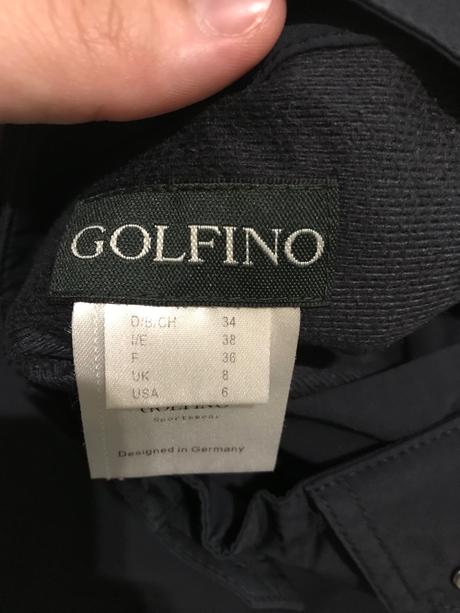 GOLFINO
D/B/CH 34
I/E 38
F 36
UK 8
USA 6
GOLFINO
Sportswear
Designed in Germany